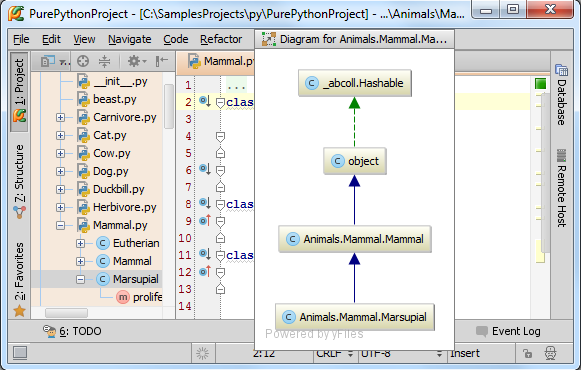 PurePythonProject - [C:\SamplesProjects\py\PurePythonProject] - ...\Animals\Ma...
File Edit View Navigate Code Refactor
Diagram for Animals.Mammal.Ma...
1: Project
7: Structure
2: Favorites
__init__.py
beast.py
Carnivore.py
Cat.py
Cow.py
Dog.py
Duckbill.py
Herbivore.py
Mammal.py
Eutherian
Mammal
Marsupial
prolife
Mammal.py
1 ...
2 clas
3
4
5
6
7
8 clas
9
10
11 clas
12
13
14
_abcoll.Hashable
object
Animals.Mammal.Mammal
Animals.Mammal.Marsupial
Powered by yFiles
Database
Remote Host
6: TODO
Event Log
2:12 CRLF UTF-8 Insert